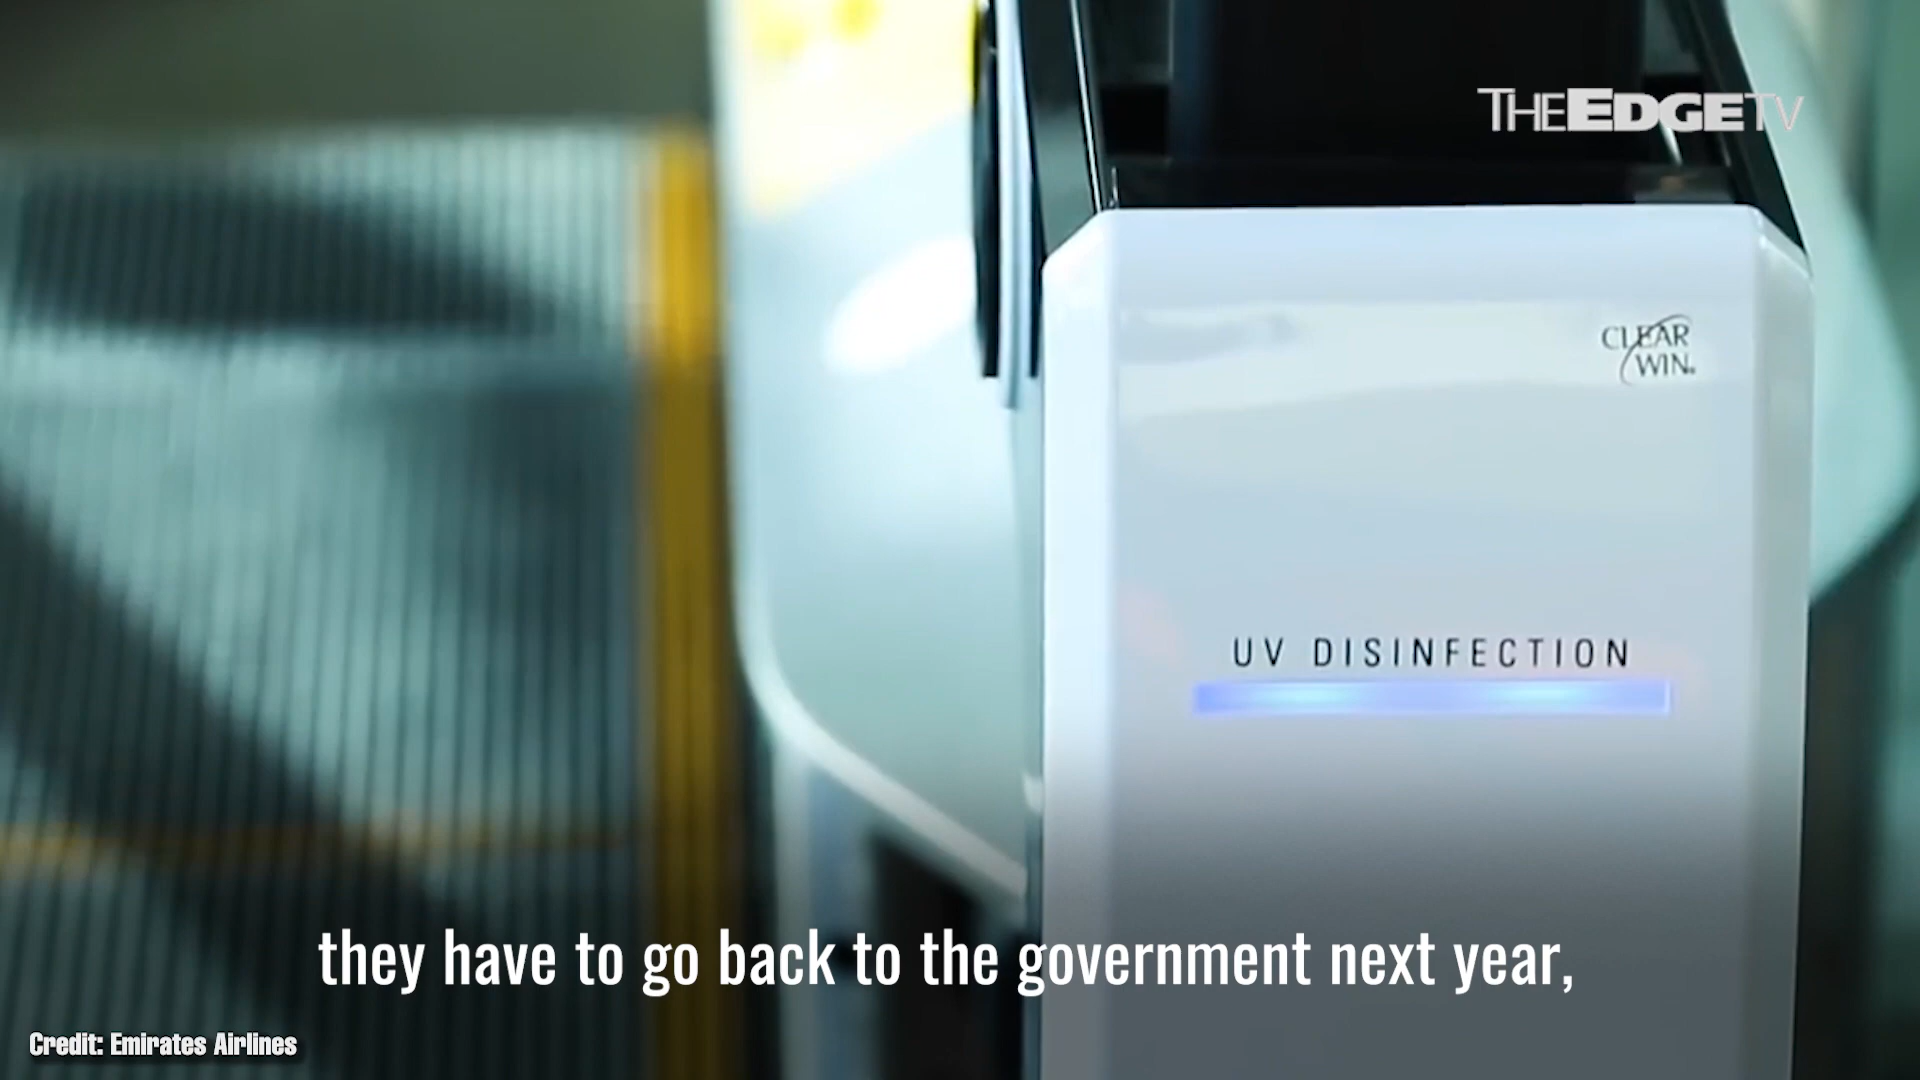 THEEDGETV
CLEAR
WIN
UV DISINFECTION
they have to go back to the government next year,
Credit: Emirates Airlines